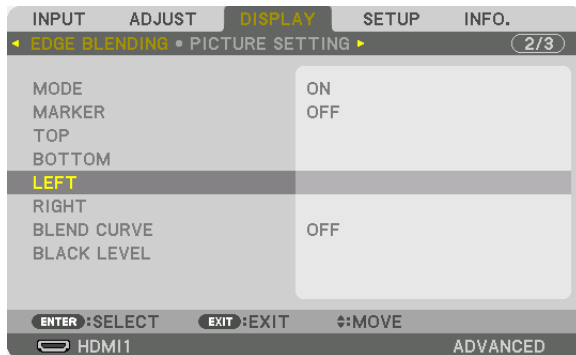 INPUT ADJUST DISPLAY SETUP INFO.
EDGE BLENDING • PICTURE SETTING 2/3
MODE ON
MARKER OFF
TOP
BOTTOM
LEFT
RIGHT
BLEND CURVE OFF
BLACK LEVEL
ENTER :SELECT EXIT :EXIT :MOVE
HDMI1 ADVANCED